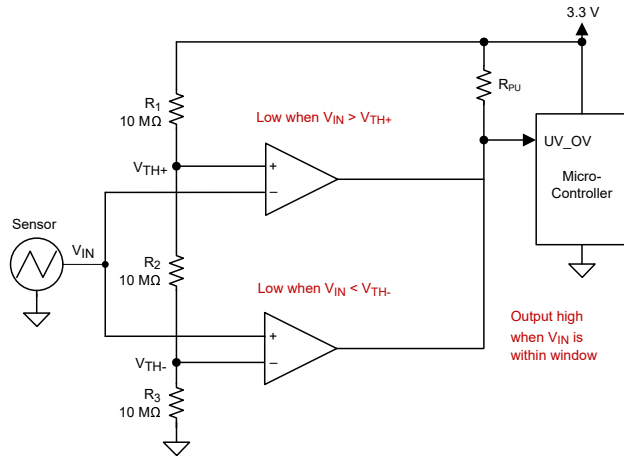 3.3 V
R1
10 MΩ
Low when VIN > VTH+
RPU
VTH+
+
−
UV_OV
Micro-
Controller
Sensor
VIN
R2
10 MΩ
Low when VIN < VTH-
+
−
Output high
when VIN is
within window
VTH-
R3
10 MΩ